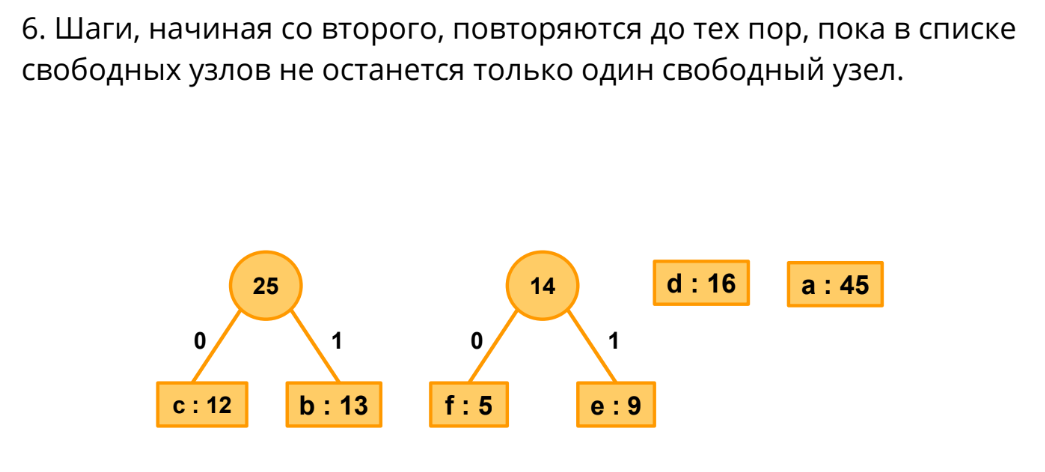 6. Шаги, начиная со второго, повторяются до тех пор, пока в списке
свободных узлов не останется только один свободный узел.
25
14
d : 16
a : 45
0
1
0
1
c : 12
b : 13
f : 5
e : 9